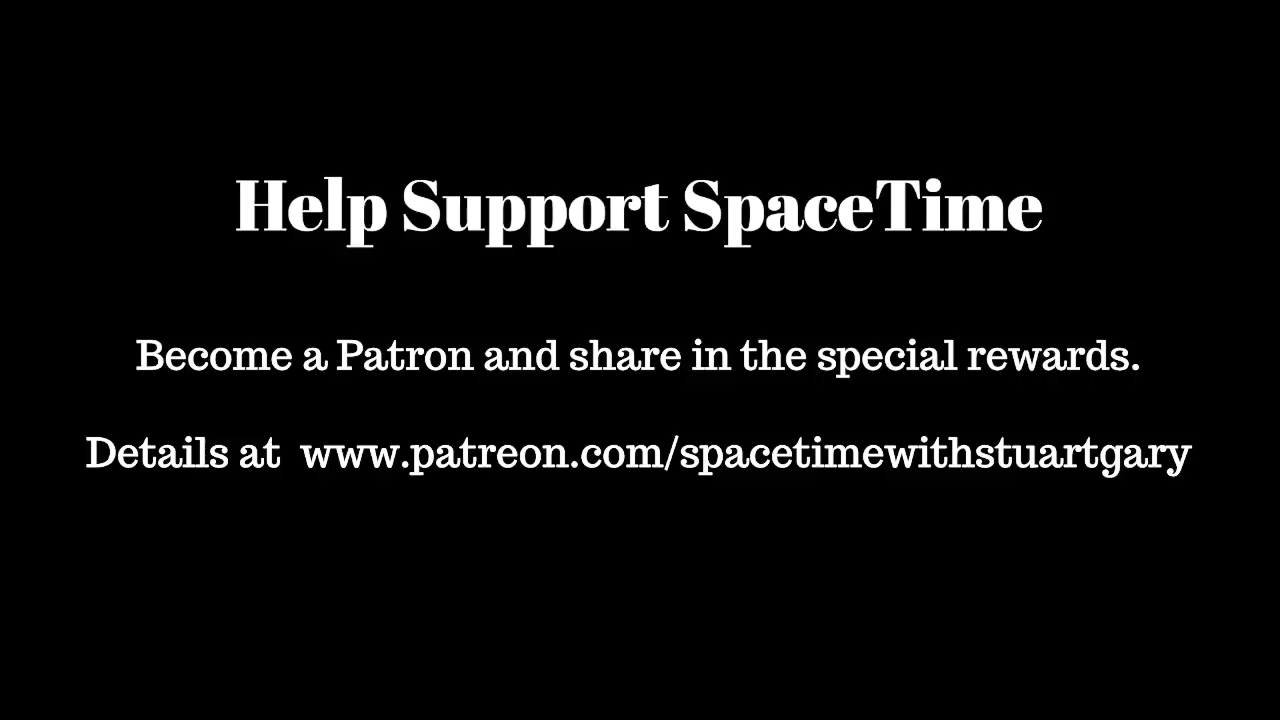 Help Support SpaceTime
Become a Patron and share in the special rewards.
Details at www.patreon.com/spacetimewithstuartgary